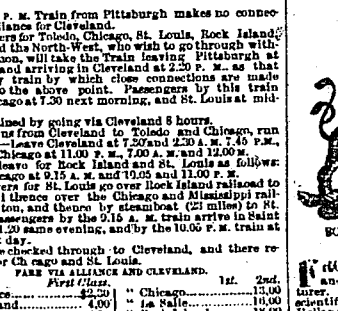 P. M. Train from Pittsburgh makes no connec-
liance for Cleveland.
ers for Toledo, Chicago, St. Louis, Rock Island
d the North-West, who wish to go through with-
on, will take the Train leaving Pittsburgh at
and arriving in Cleveland at 2.20 P. M., as that
y train by which close connections are made
o the above point. Passengers by this train
cago at 7.30 next morning, and St. Louis at mid-
ined by going via Cleveland 8 hours.
ns from Cleveland to Toledo and Chicago, run
—Leave Cleveland at 7.30 and 2.30 A. M. 7.45 P.M.,
Chicago at 11.00 P. M., 7.00 A. M. and 12.00 M.
leave for Rock Island and St. Louis as follows:
cago at 9.15 A. M. and 10.05 and 11.00 P. M.
ers for St. Louis go over Rock Island railroad to
thence over the Chicago and Mississippi rail-
ton, and thence by steamboat (23 miles) to St.
assengers by the 9.15 A. M. train arrive in Saint
1.20 same evening, and by the 10.05 P. M. train at
t day.
e checked through to Cleveland, and there re-
r Chicago and St. Louis.
FARE VIA ALLIANCE AND CLEVELAND.
First Class. 1st. 2nd.
ce $2,30 " Chicago 13,00
and 4,00 " La Salle 10,00
an
turer.
scientif